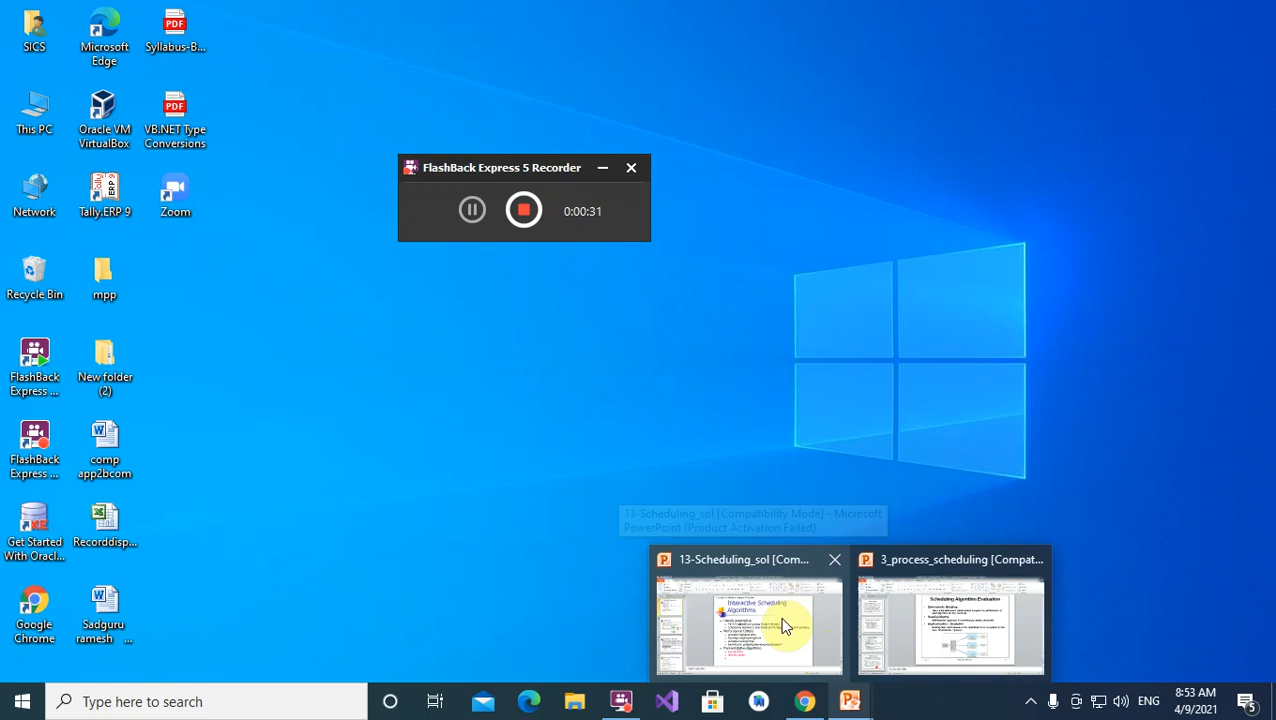 SICS
Microsoft
Edge
PDF
Syllabus-B...
This PC
Oracle VM
VirtualBox
PDF
VB.NET Type
Conversions
Network
Tally.ERP 9
Zoom
Recycle Bin
mpp
FlashBack
Express ...
New folder
(2)
FlashBack
Express ...
comp
app2bcom
Get Started
With Oracl...
Recorddisp...
Google
Chrome
Sadguru
ramesh ...
FlashBack Express 5 Recorder
0:00:31
13-Scheduling_sol [Compatibility Mode] - Microsoft
PowerPoint (Product Activation Failed)
13-Scheduling_sol [Com...
3_process_scheduling [Compat...
Interactive Scheduling
Algorithms
Scheduling Algorithm Evaluation
Type here to search
ENG
8:53 AM
4/9/2021
5